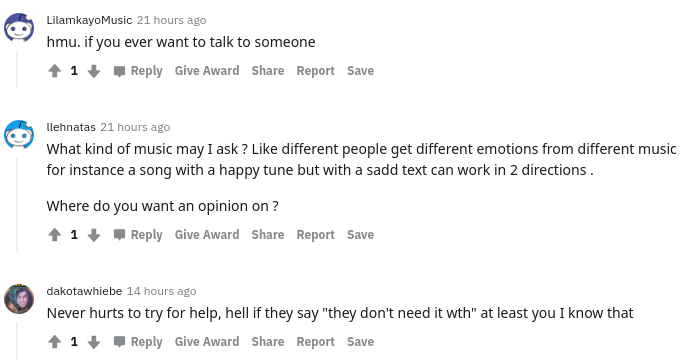 LilamkayoMusic 21 hours ago
hmu. if you ever want to talk to someone
1 Reply Give Award Share Report Save
llehnatas 21 hours ago
What kind of music may I ask ? Like different people get different emotions from different music
for instance a song with a happy tune but with a sadd text can work in 2 directions .
Where do you want an opinion on ?
1 Reply Give Award Share Report Save
dakotawhiebe 14 hours ago
Never hurts to try for help, hell if they say "they don't need it wth" at least you I know that
1 Reply Give Award Share Report Save